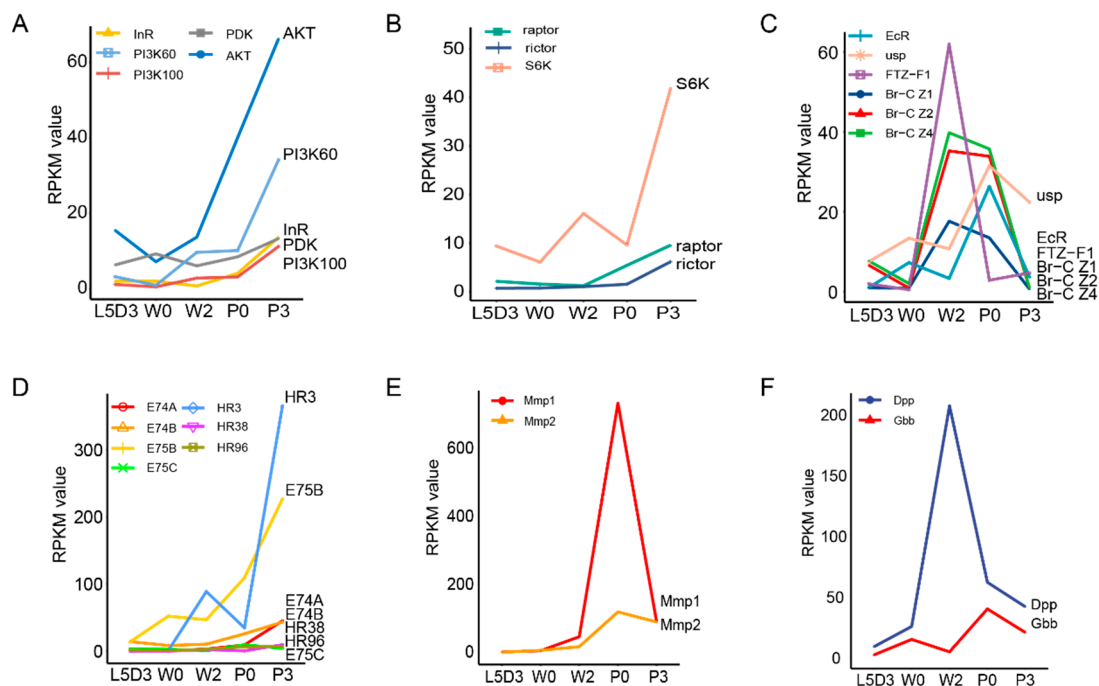 A
InR
PI3K60
PI3K100
PDK
AKT
RPKM value
60
40
20
0
AKT
PI3K60
InR
PDK
PI3K100
L5D3 W0 W2 P0 P3
B
raptor
rictor
S6K
RPKM value
50
40
30
20
10
0
S6K
raptor
rictor
L5D3 W0 W2 P0 P3
C
EcR
usp
FTZ-F1
Br-C Z1
Br-C Z2
Br-C Z4
RPKM value
60
40
20
0
usp
EcR
FTZ-F1
Br-C Z1
Br-C Z2
Br-C Z4
L5D3 W0 W2 P0 P3
D
E74A
E74B
E75B
E75C
HR3
HR38
HR96
RPKM value
300
200
100
0
HR3
E75B
E74A
E74B
HR38
HR96
E75C
L5D3 W0 W2 P0 P3
E
Mmp1
Mmp2
RPKM value
600
400
200
0
Mmp1
Mmp2
L5D3 W0 W2 P0 P3
F
Dpp
Gbb
RPKM value
200
150
100
50
0
Dpp
Gbb
L5D3 W0 W2 P0 P3